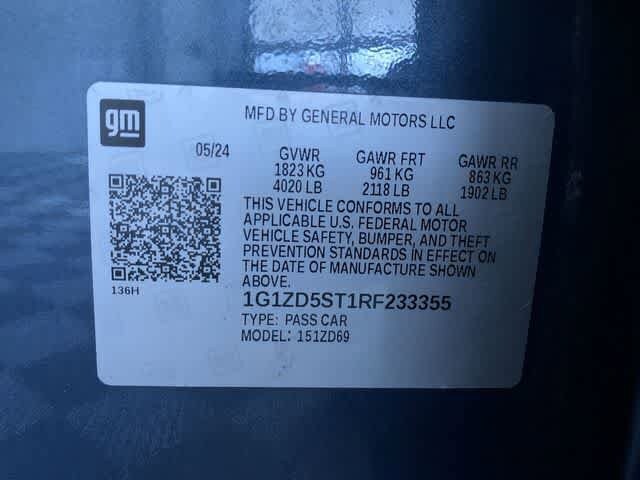 gm
MFD BY GENERAL MOTORS LLC
05/24 GVWR GAWR FRT GAWR RR
1823 KG 961 KG 863 KG
4020 LB 2118 LB 1902 LB
THIS VEHICLE CONFORMS TO ALL
APPLICABLE U.S. FEDERAL MOTOR
VEHICLE SAFETY, BUMPER, AND THEFT
PREVENTION STANDARDS IN EFFECT ON
THE DATE OF MANUFACTURE SHOWN
ABOVE.
136H
1G1ZD5ST1RF233355
TYPE: PASS CAR
MODEL: 151ZD69